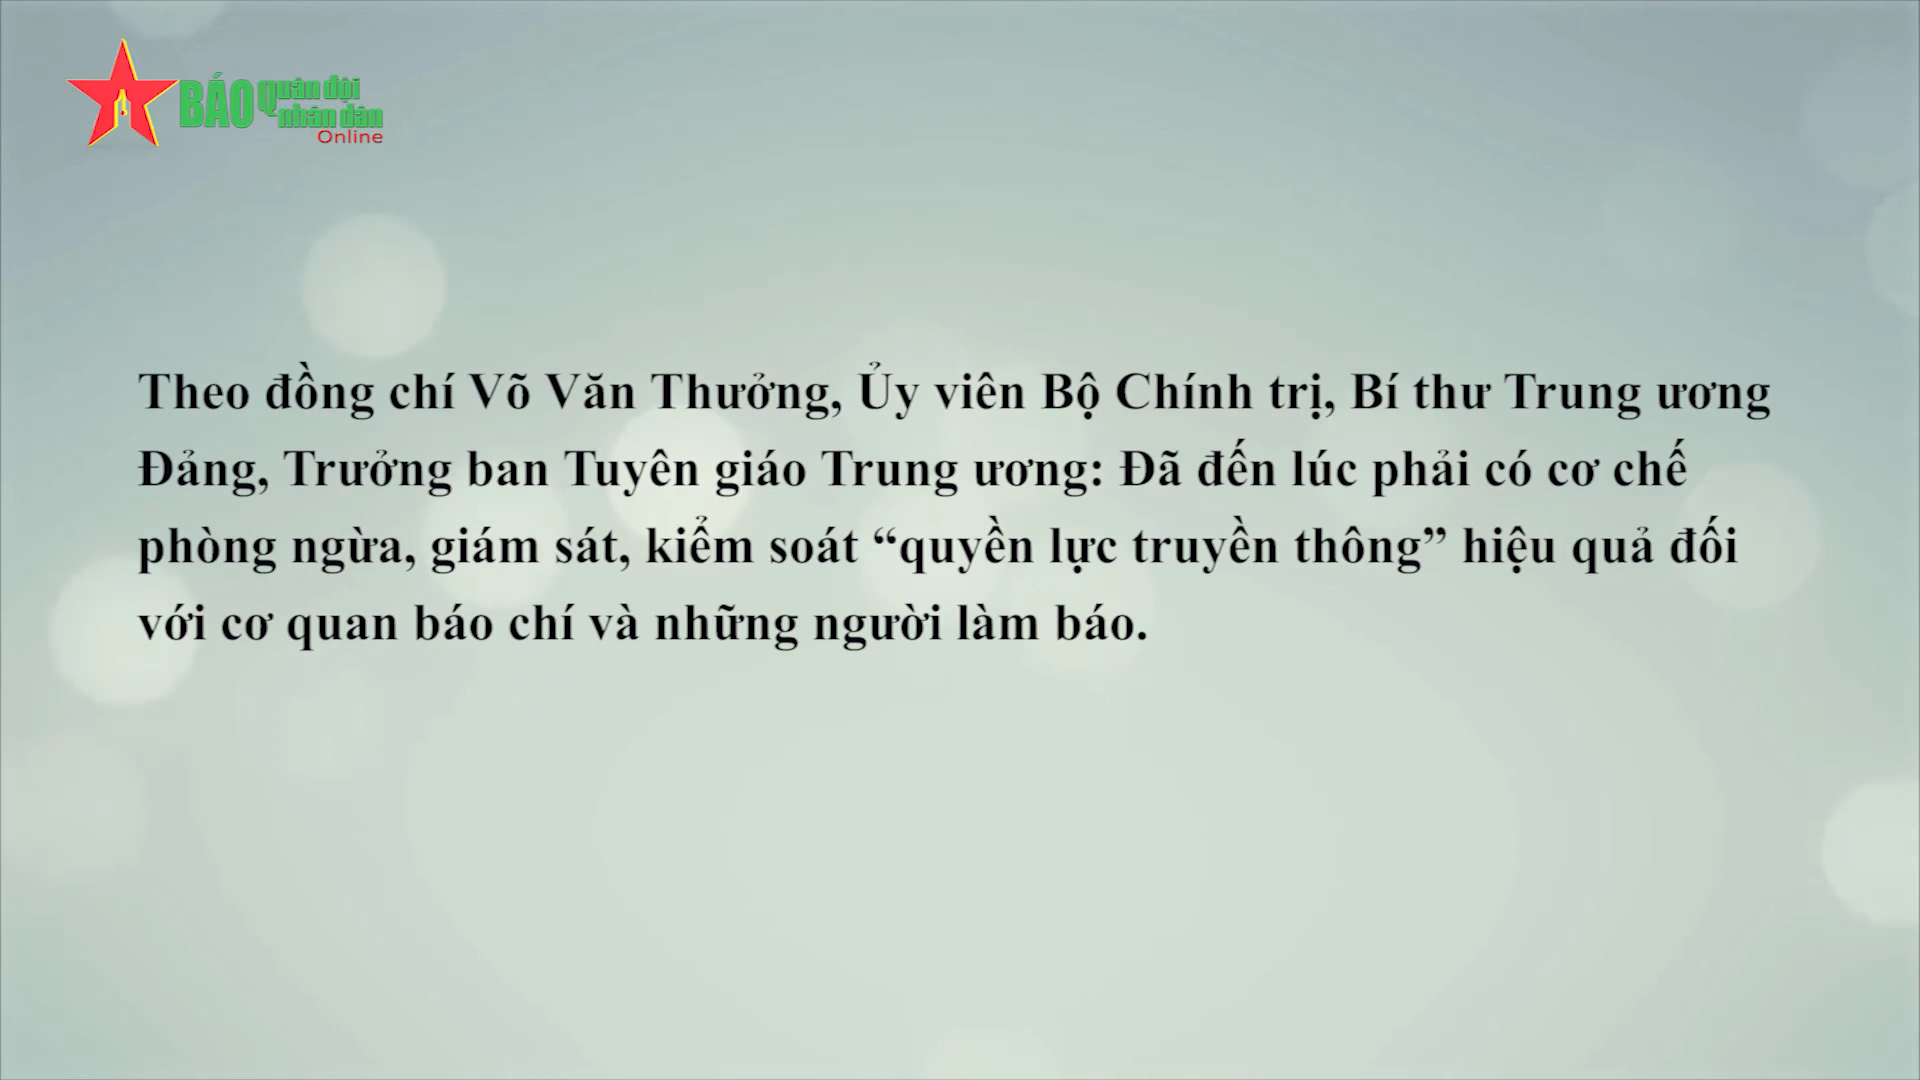 BÁO Quân đội
nhân dân
Online
Theo đồng chí Võ Văn Thưởng, Ủy viên Bộ Chính trị, Bí thư Trung ương
Đảng, Trưởng ban Tuyên giáo Trung ương: Đã đến lúc phải có cơ chế
phòng ngừa, giám sát, kiểm soát “quyền lực truyền thông” hiệu quả đối
với cơ quan báo chí và những người làm báo.